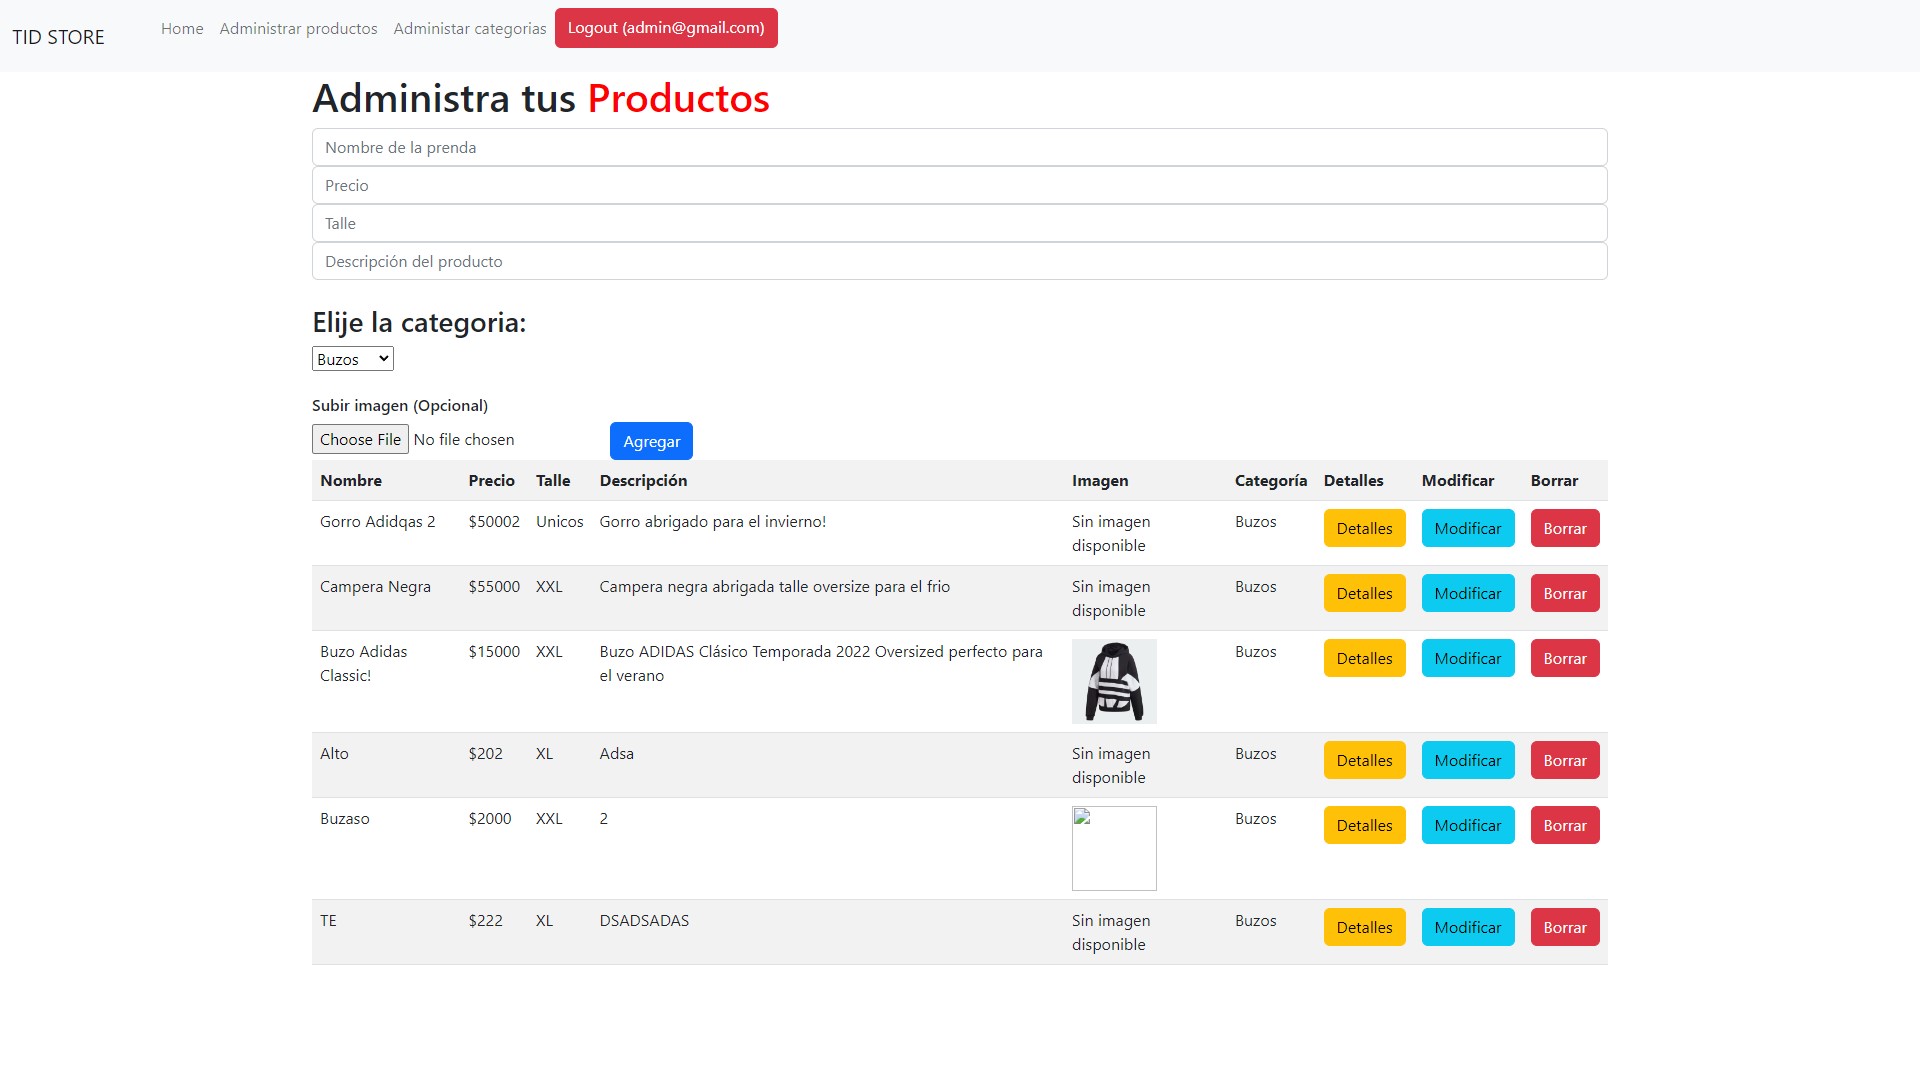 TID STORE
Home Administrar productos Administar categorias Logout (admin@gmail.com)
Administra tus Productos
Nombre de la prenda
Precio
Talle
Descripción del producto
Elije la categoria:
Buzos
Subir imagen (Opcional)
Choose File No file chosen Agregar
Nombre Precio Talle Descripción Imagen Categoría Detalles Modificar Borrar
Gorro Adidqas 2 $50002 Unicos Gorro abrigado para el invierno! Sin imagen Buzos Detalles Modificar Borrar
disponible
Campera Negra $55000 XXL Campera negra abrigada talle oversize para el frio Sin imagen Buzos Detalles Modificar Borrar
disponible
Buzo Adidas $15000 XXL Buzo ADIDAS Clásico Temporada 2022 Oversized perfecto para Buzos Detalles Modificar Borrar
Classic! el verano
Alto $202 XL Adsa Sin imagen Buzos Detalles Modificar Borrar
disponible
Buzaso $2000 XXL 2 Buzos Detalles Modificar Borrar
TE $222 XL DSADSADAS Sin imagen Buzos Detalles Modificar Borrar
disponible